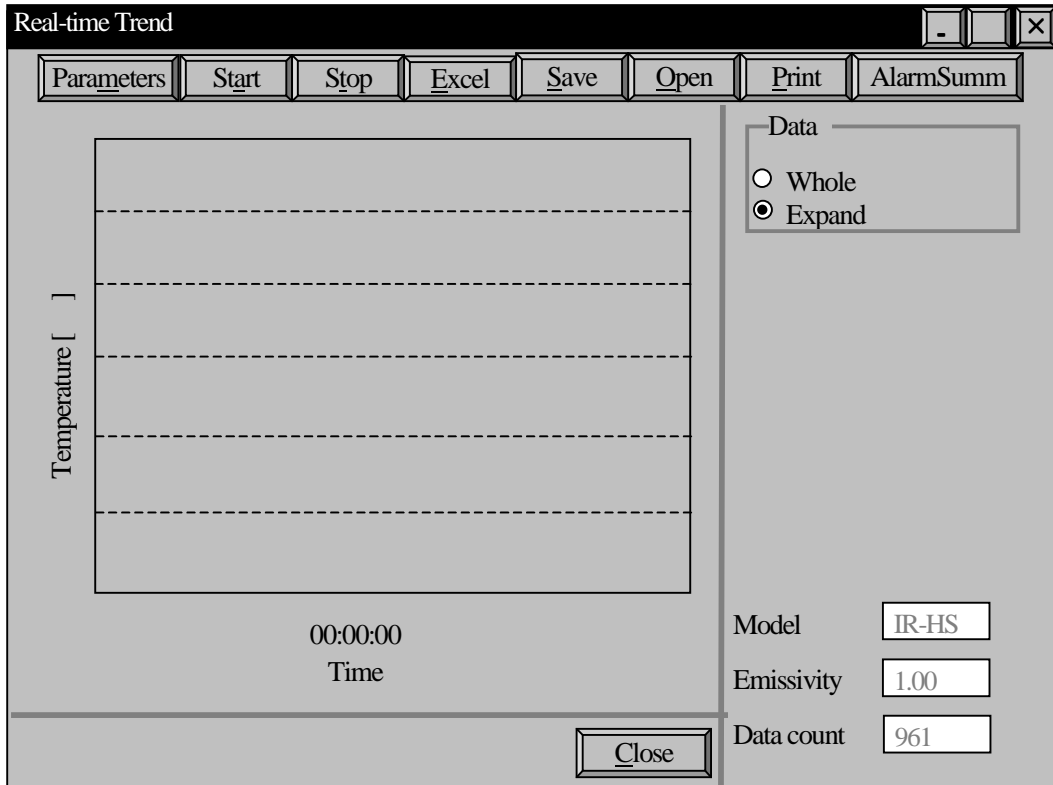 Real-time Trend
Parameters Start Stop Excel Save Open Print AlarmSumm
Data
Whole
Expand
Temperature [ ]
00:00:00
Time
Model IR-HS
Emissivity 1.00
Data count 961
Close